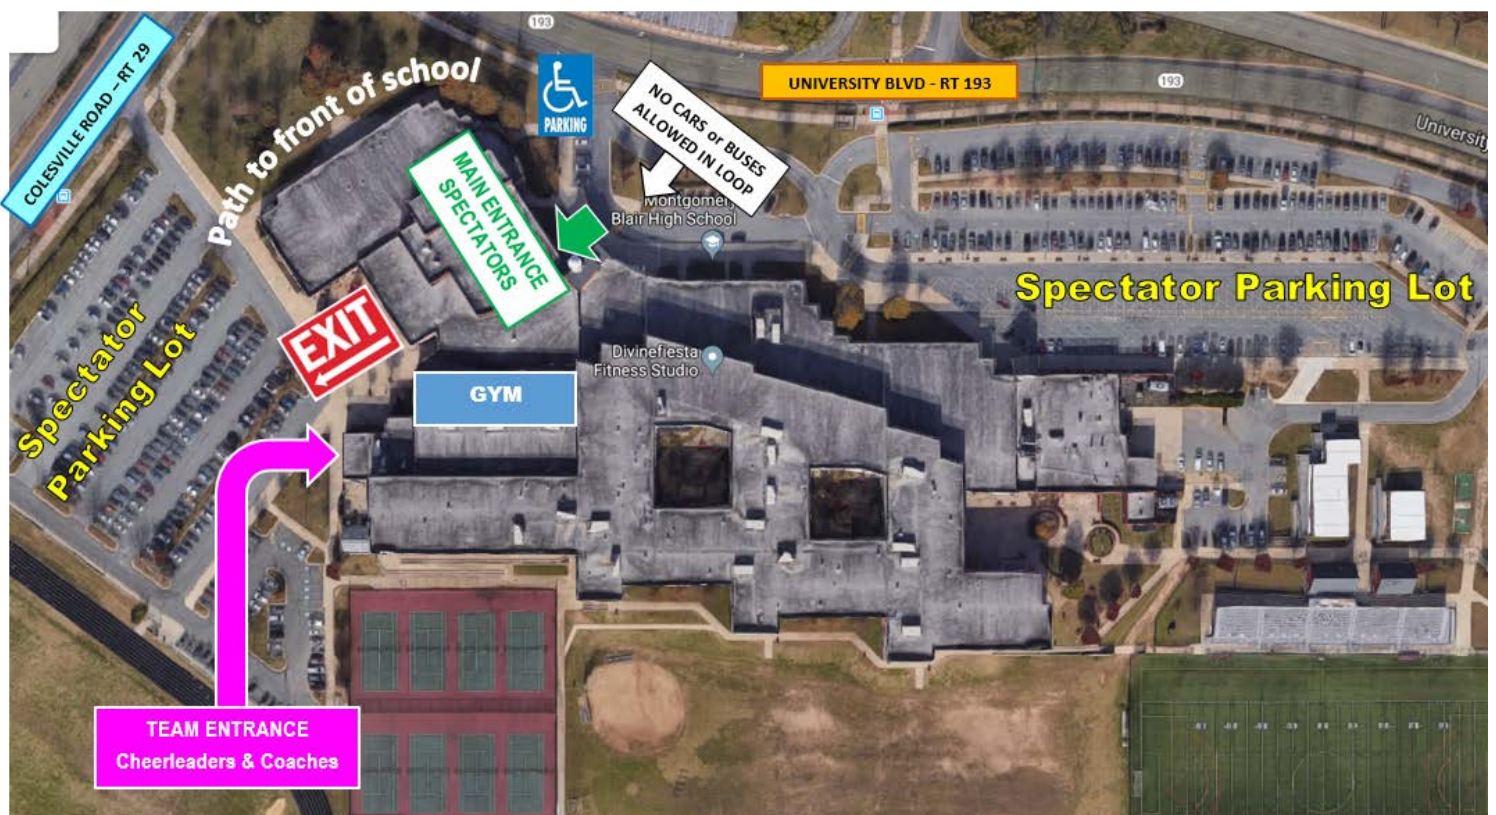 193
COLESVILLE ROAD – RT 29
Path to front of school
PARKING
NO CARS or BUSES
ALLOWED IN LOOP
UNIVERSITY BLVD - RT 193
193
University
MAIN ENTRANCE
SPECTATORS
Montgomery
Blair High School
Spectator Parking Lot
EXIT
Spectator
Parking Lot
Divinefiesta
Fitness Studio
GYM
TEAM ENTRANCE
Cheerleaders & Coaches